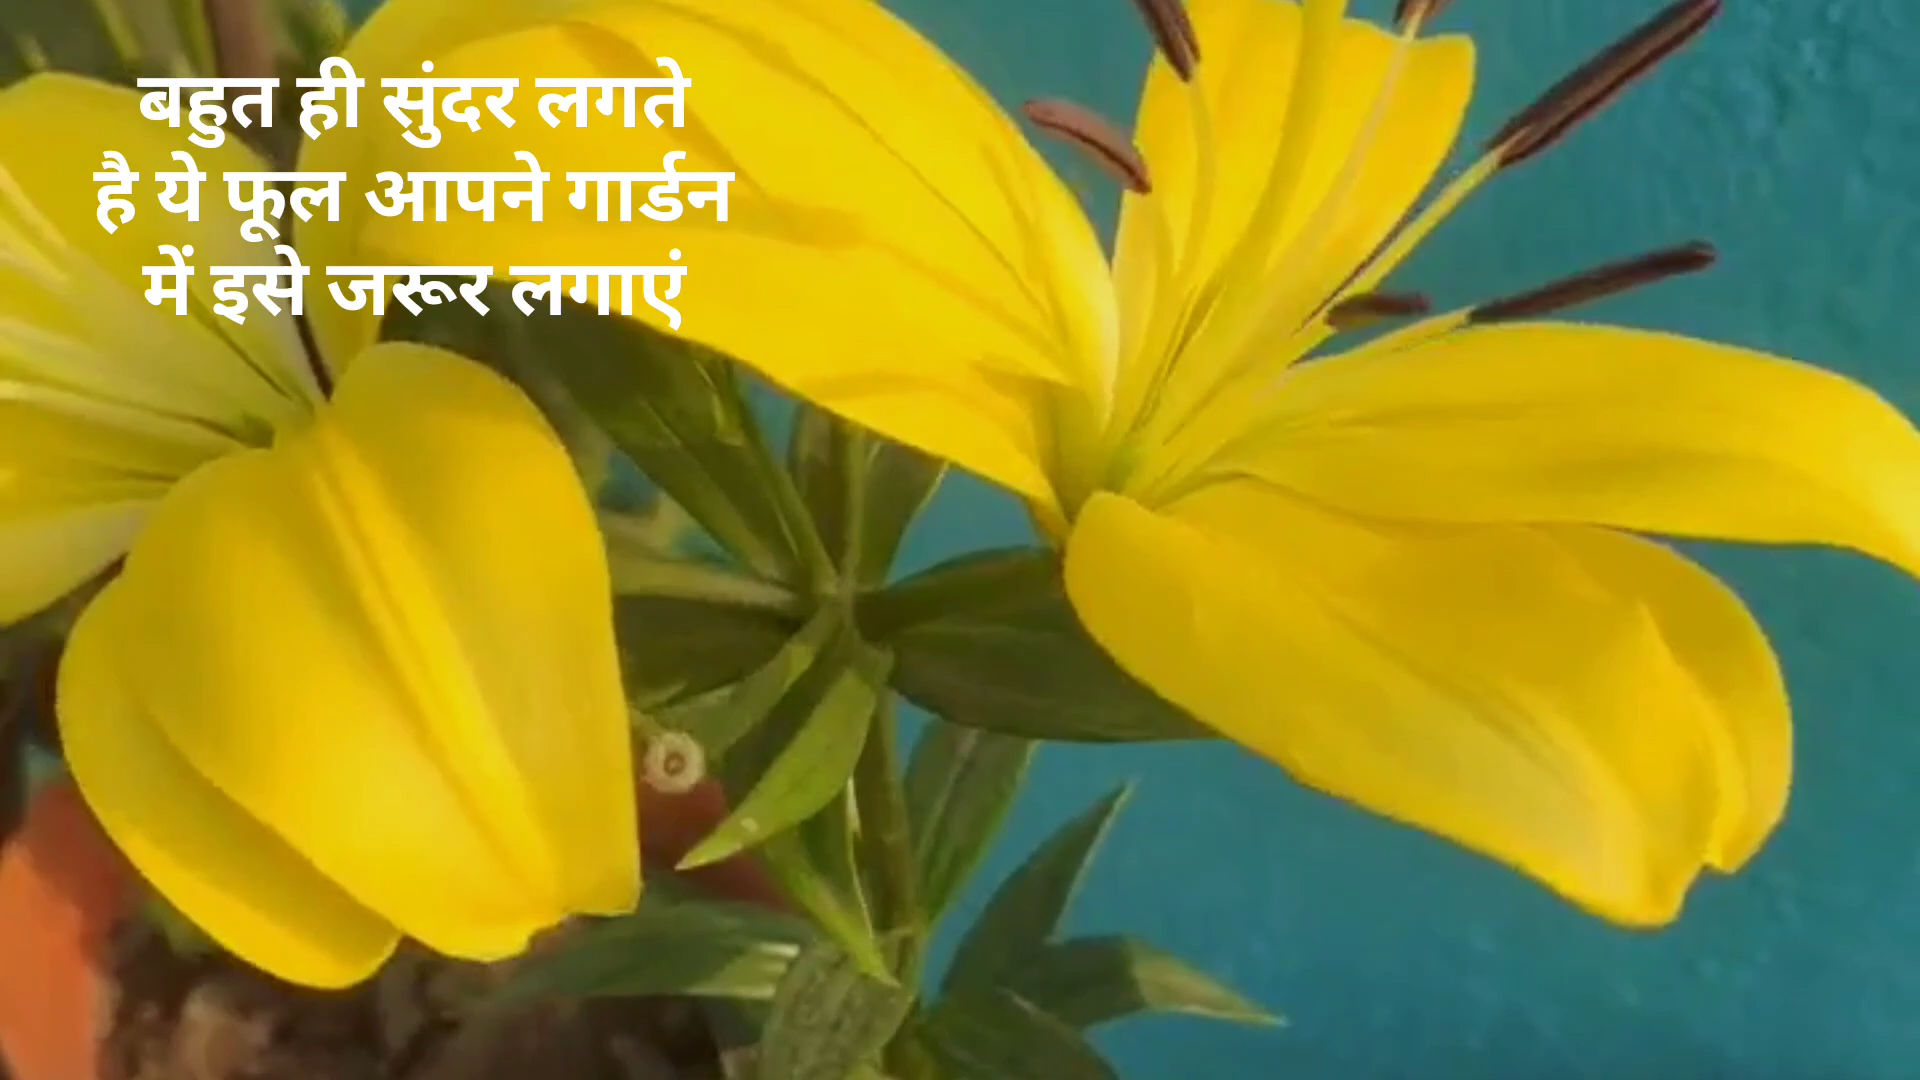 बहुत ही सुंदर लगते
है ये फूल आपने गार्डन
में इसे जरूर लगाएं